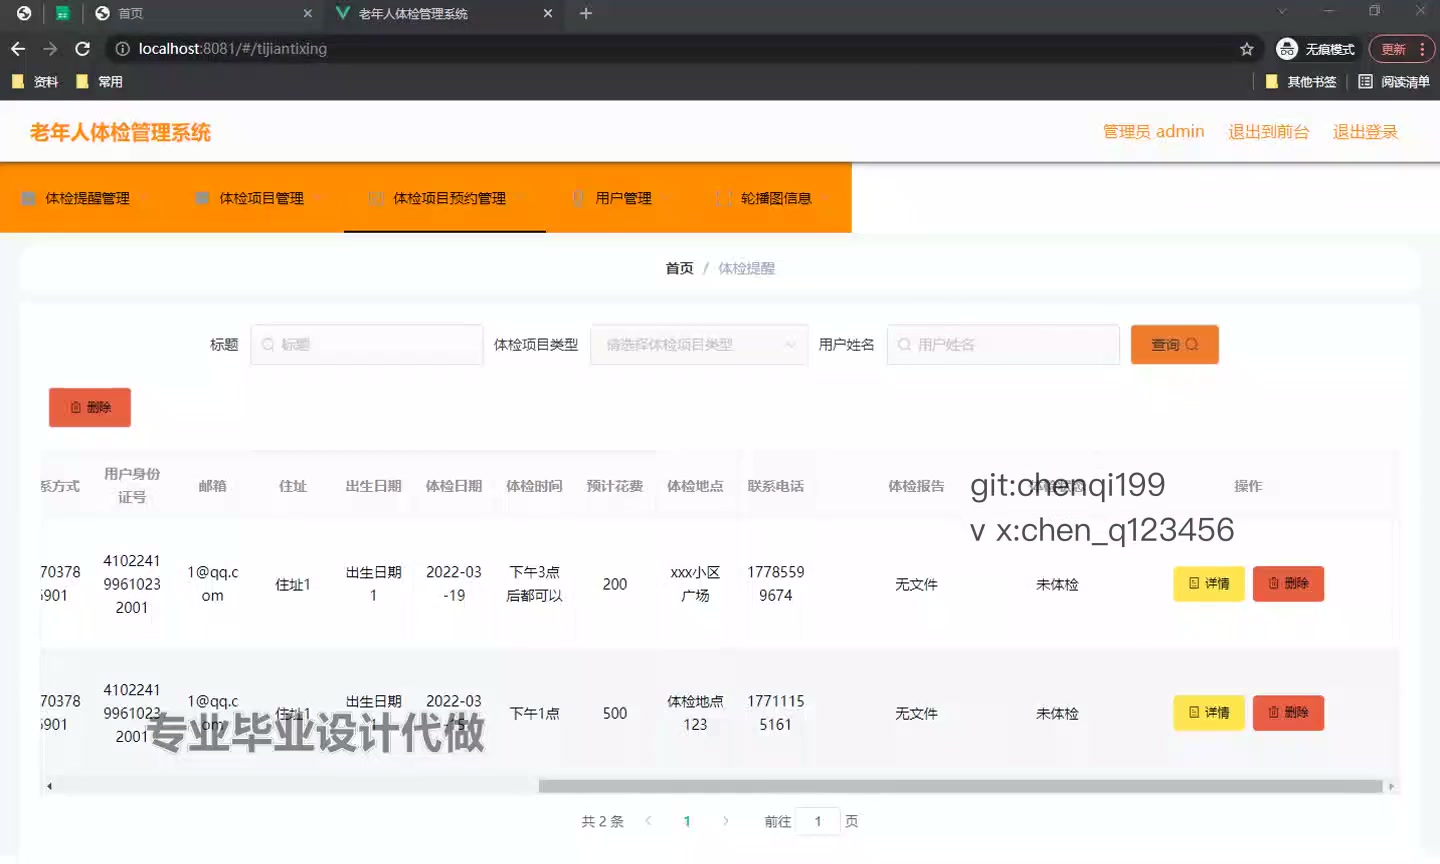 首页
老年人体检管理系统
localhost:8081/#/tijiantixing
无痕模式
更新
资料
常用
其他书签
阅读清单
老年人体检管理系统
管理员 admin
退出到前台
退出登录
体检提醒管理
体检项目管理
体检项目预约管理
用户管理
轮播图信息
首页 / 体检提醒
标题
标题
体检项目类型
请选择体检项目类型
用户姓名
用户姓名
查询
删除
系方式
用户身份
证号
邮箱
住址
出生日期
体检日期
体检时间
预计花费
体检地点
联系电话
体检报告
操作
git:chenqi199
v x:chen_q123456
70378
6901
4102241
9961023
2001
1@qq.c
om
住址1
出生日期
1
2022-03
-19
下午3点
后都可以
200
xxx小区
广场
1778559
9674
无文件
未体检
详情
删除
70378
6901
4102241
9961023
2001
1@qq.c
om
住址1
出生日期
2022-03
下午1点
500
体检地点
123
1771115
5161
无文件
未体检
详情
删除
专业毕业设计代做
共 2 条
1
前往
1
页